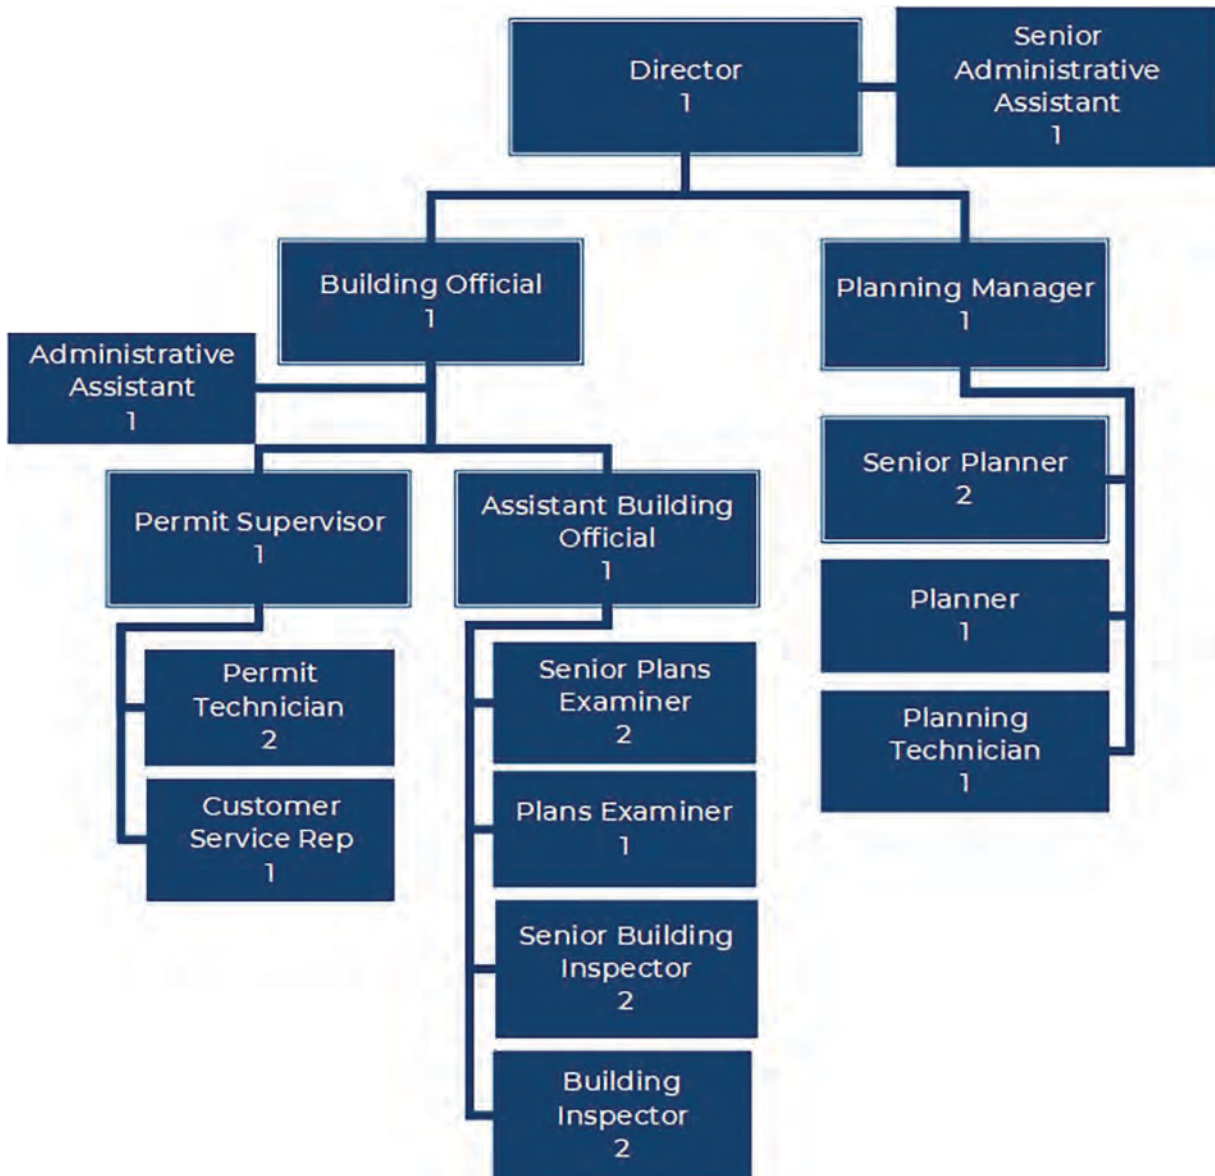 Director
1
Senior
Administrative
Assistant
1
Building Official
1
Planning Manager
1
Administrative
Assistant
1
Permit Supervisor
1
Assistant Building
Official
1
Senior Planner
2
Planner
1
Planning
Technician
1
Permit
Technician
2
Customer
Service Rep
1
Senior Plans
Examiner
2
Plans Examiner
1
Senior Building
Inspector
2
Building
Inspector
2